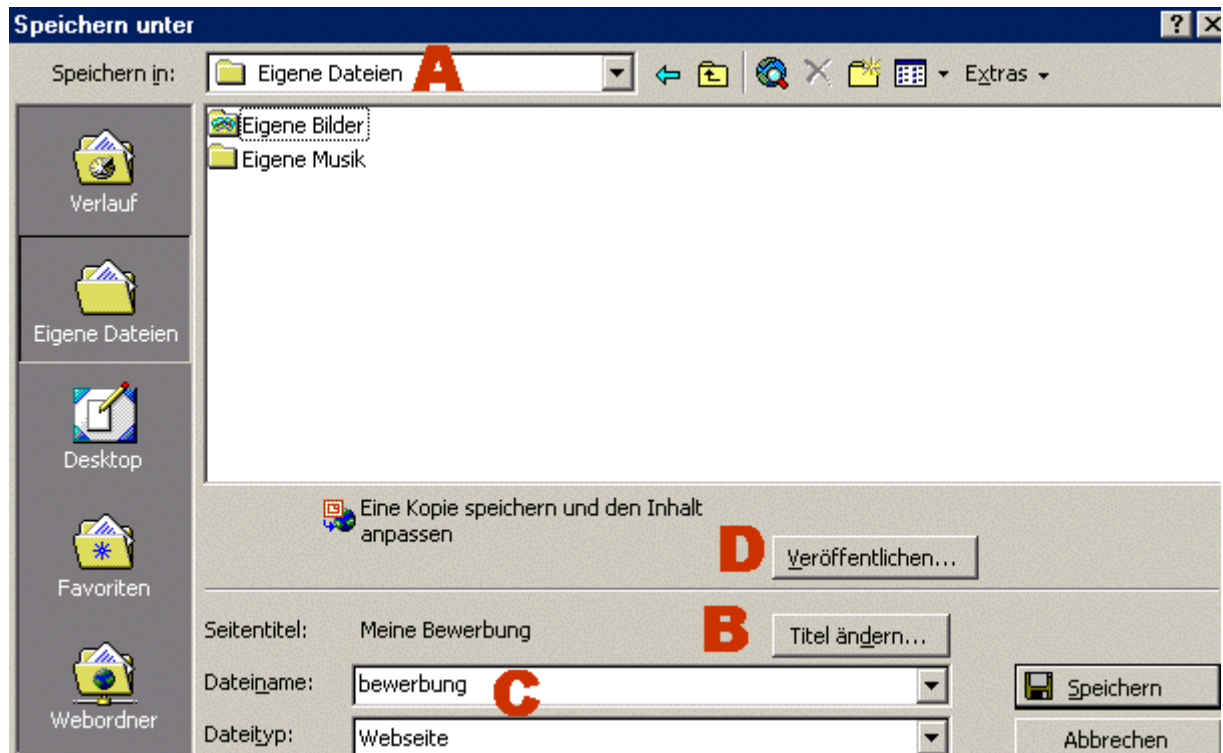 Speichern unter
Speichern in: Eigene Dateien A Extras
Eigene Bilder
Eigene Musik
Verlauf
Eigene Dateien
Desktop
Favoriten
Webordner
Eine Kopie speichern und den Inhalt
anpassen
D Veröffentlichen...
Seitentitel: Meine Bewerbung B Titel ändern...
Dateiname: bewerbung C Speichern
Dateityp: Webseite Abbrechen